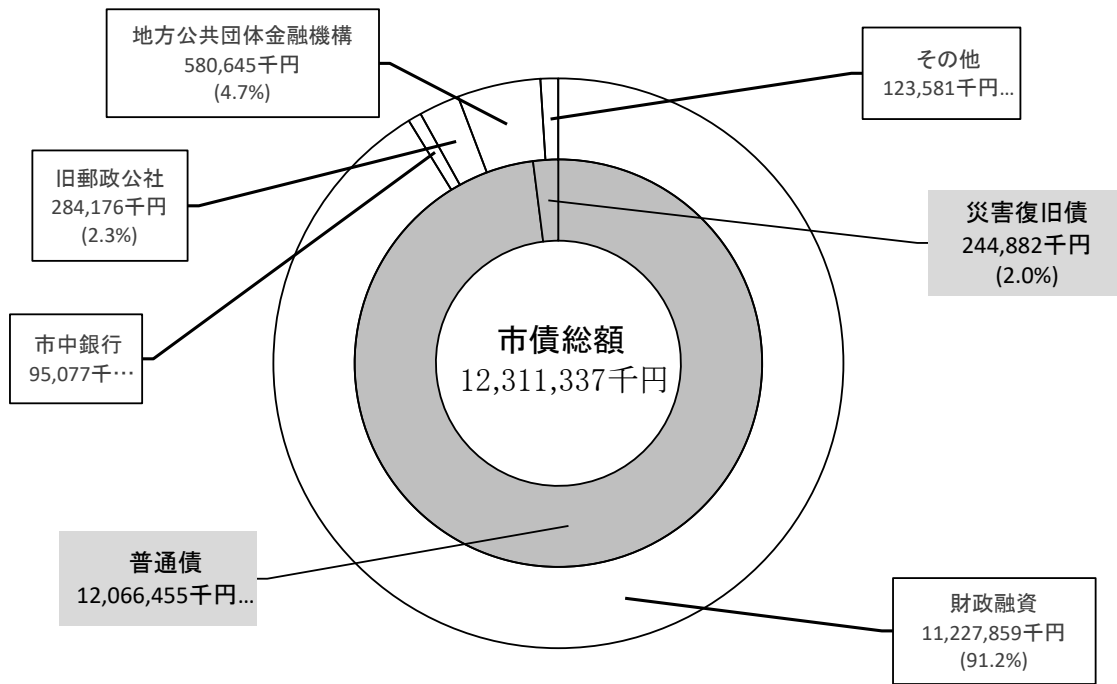 地方公共団体金融機構
580,645千円
(4.7%)
その他
123,581千円...
旧郵政公社
284,176千円
(2.3%)
災害復旧債
244,882千円
(2.0%)
市中銀行
95,077千…
市債総額
12,311,337千円
普通債
12,066,455千円...
財政融資
11,227,859千円
(91.2%)